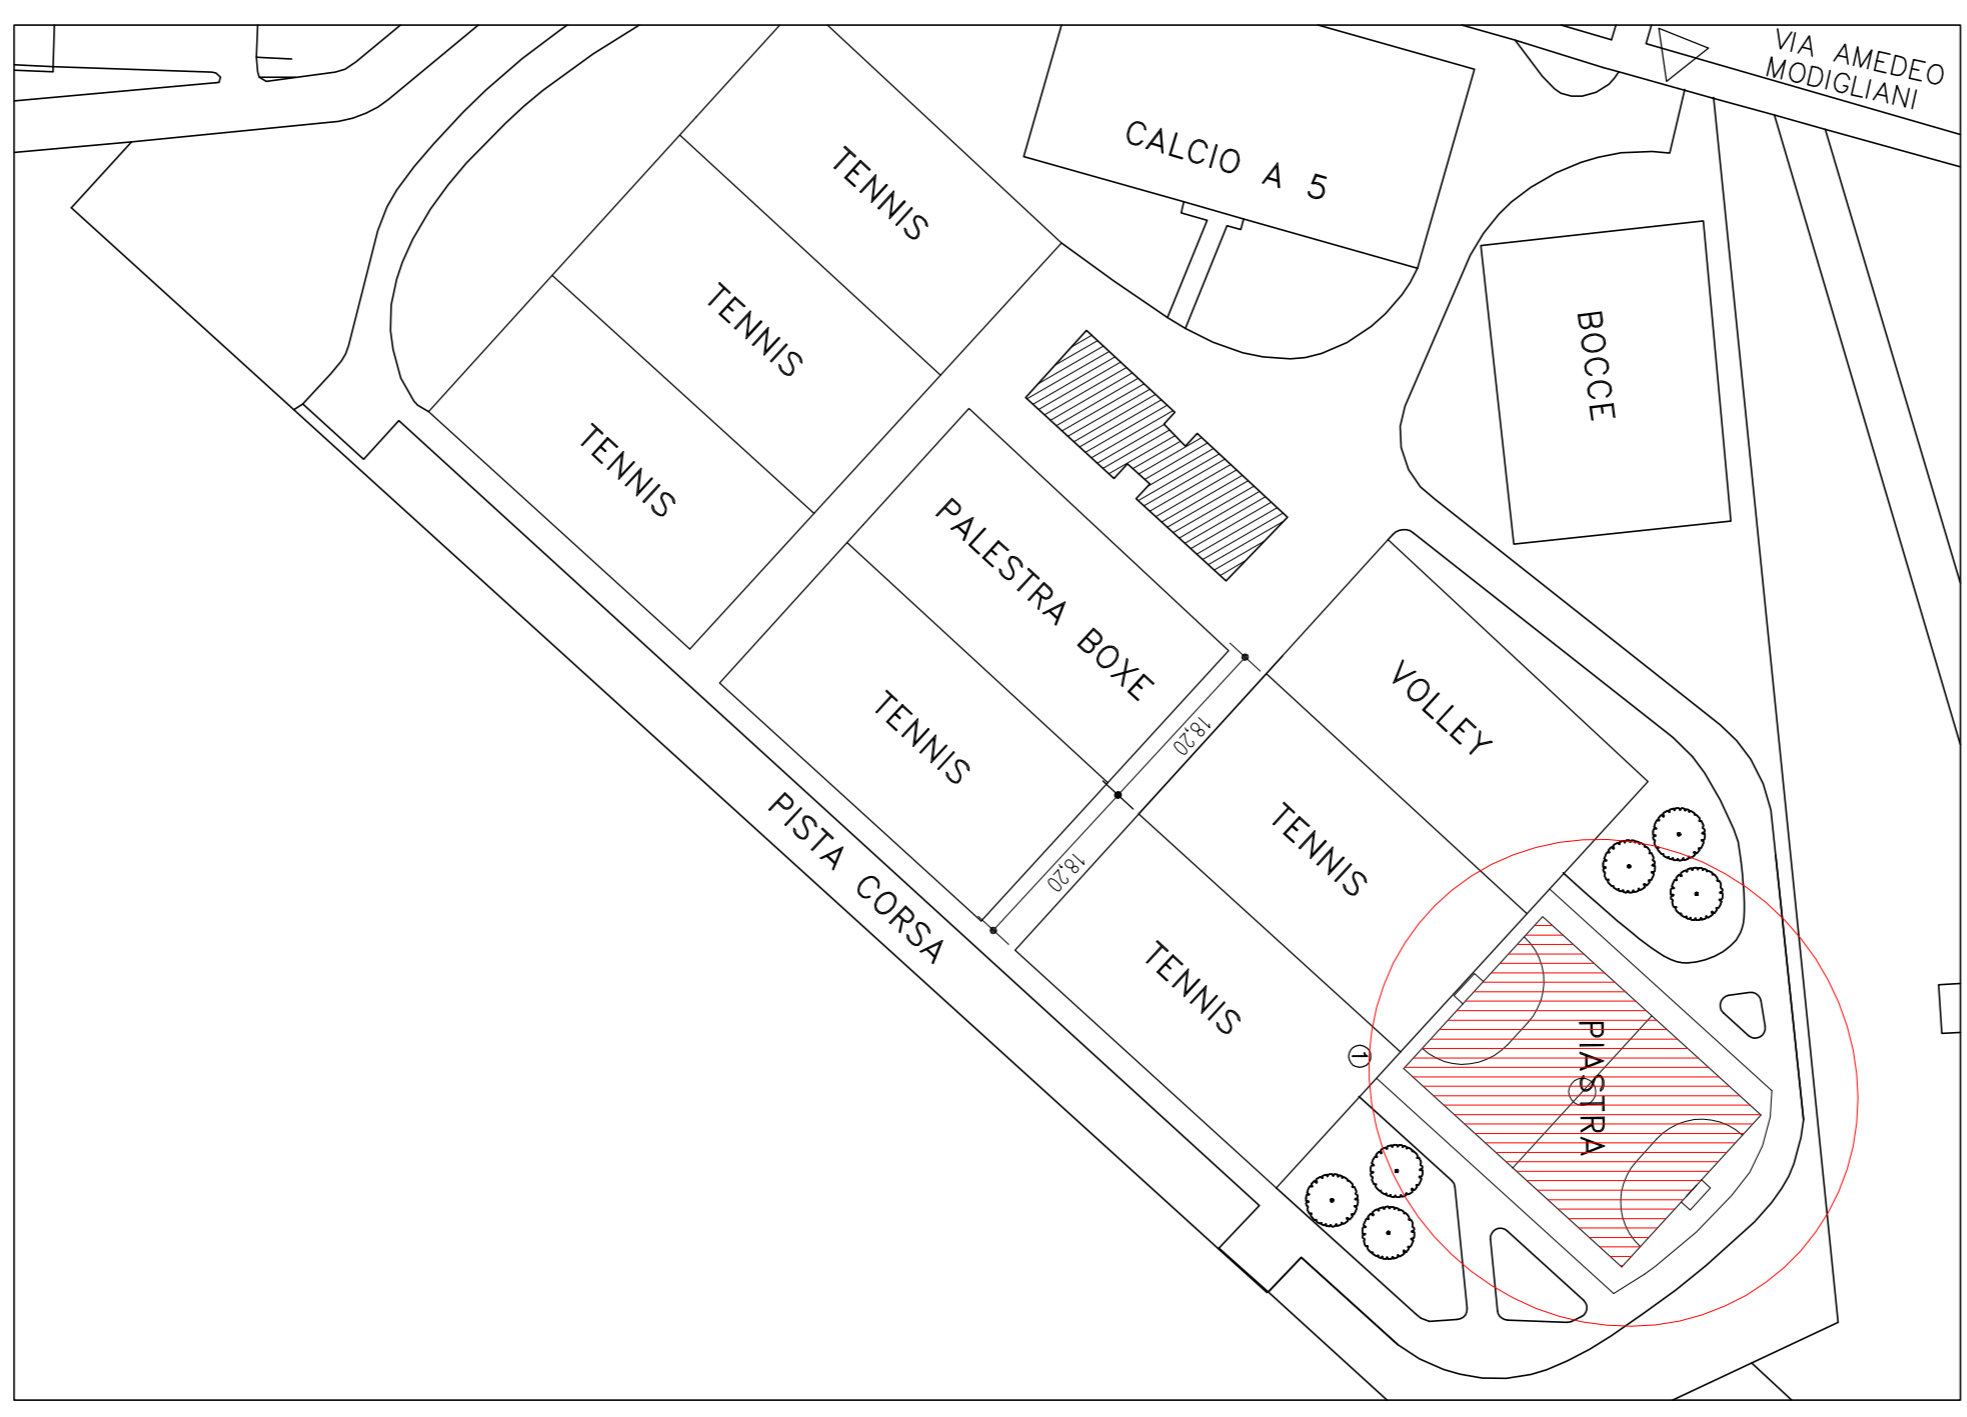 VIA AMEDEO
MODIGLIANI
CALCIO A 5
TENNIS
TENNIS
TENNIS
BOCCE
PALESTRA BOXE
TENNIS
VOLLEY
18,20
18,20
TENNIS
TENNIS
PISTA CORSA
1
PIASTRA